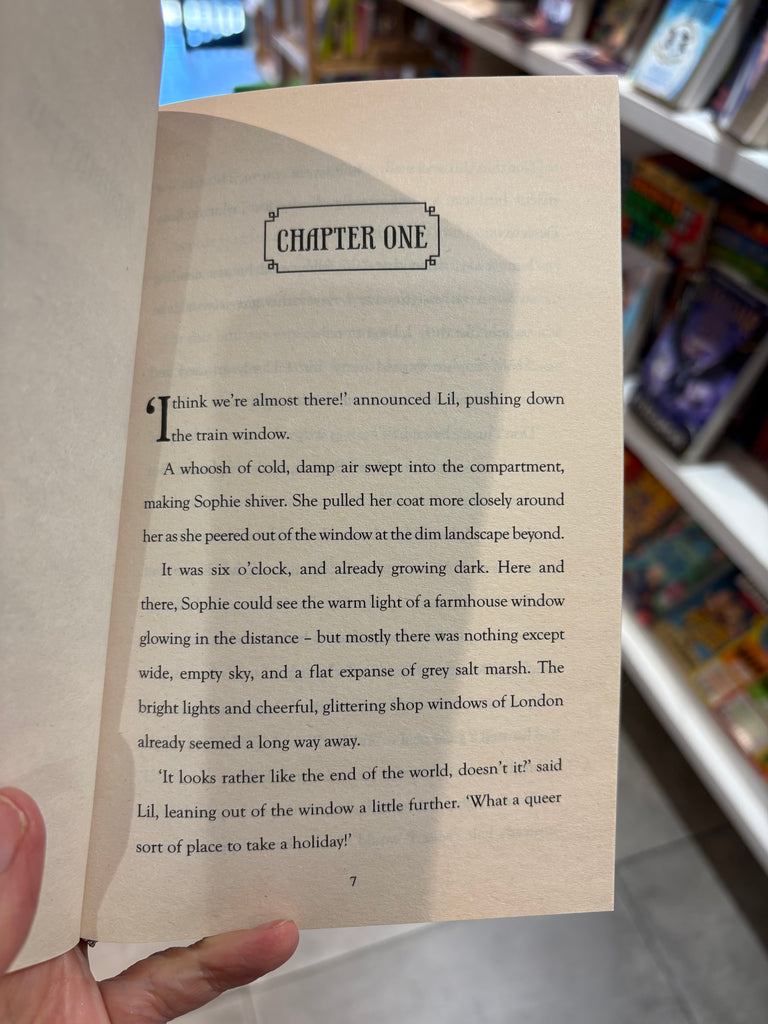 CHAPTER ONE
‘I think we’re almost there!’ announced Lil, pushing down
the train window.
A whoosh of cold, damp air swept into the compartment,
making Sophie shiver. She pulled her coat more closely around
her as she peered out of the window at the dim landscape beyond.
It was six o’clock, and already growing dark. Here and
there, Sophie could see the warm light of a farmhouse window
glowing in the distance – but mostly there was nothing except
wide, empty sky, and a flat expanse of grey salt marsh. The
bright lights and cheerful, glittering shop windows of London
already seemed a long way away.
‘It looks rather like the end of the world, doesn’t it?’ said
Lil, leaning out of the window a little further. ‘What a queer
sort of place to take a holiday!’
7